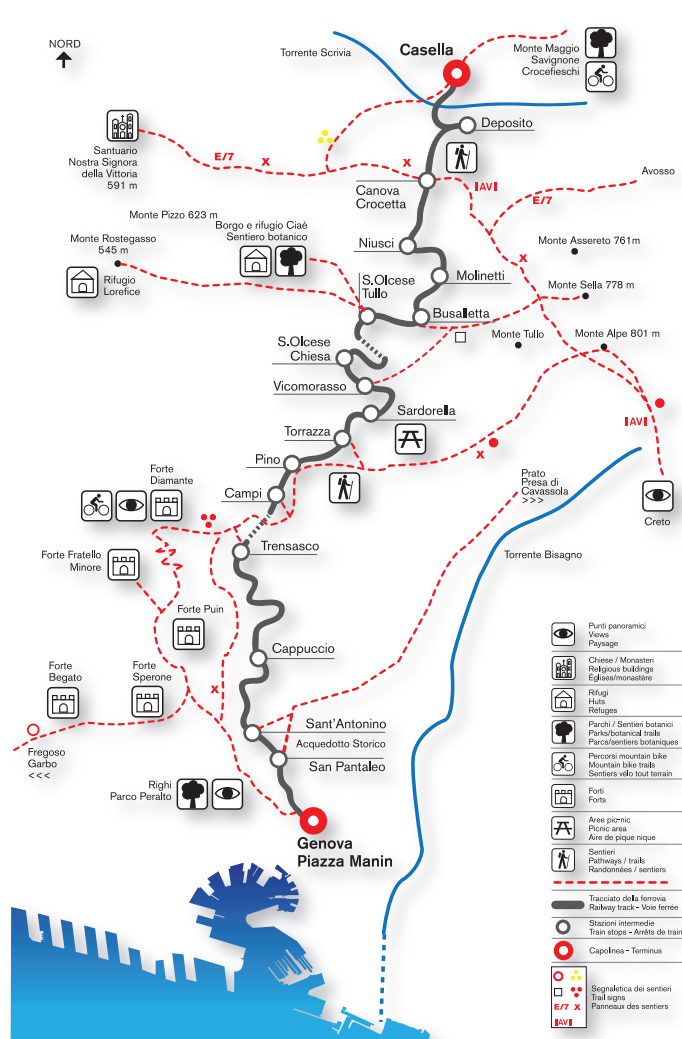 NORD
Torrente Scrivia
Casella
Monte Maggio
Savignone
Crocefieschi
Deposito
Santuario
Nostra Signora
della Vittoria
591 m
E/7
X
X
Canova
Crocetta
AV
E/7
Avosso
Monte Pizzo 623 m
Monte Rostegasso
545 m
Rifugio
Lorefice
Borgo e rifugio Ciaè
Sentiero botanico
Niusci
X
Monte Assereto 761m
S.Olcese
Tullo
Molinetti
Monte Sella 778 m
Busalletta
Monte Tullo
Monte Alpe 801 m
S.Olcese
Chiesa
Vicomorasso
Sardorella
AV
Torrazza
X
Pino
Campi
Prato
Presa di
Cavassola
>>>
Creto
Forte
Diamante
Trensasco
Torrente Bisagno
Forte Fratello
Minore
Forte Puin
Cappuccio
Forte
Begato
Forte
Sperone
X
Fregoso
Garbo
<<<
Sant'Antonino
Acquedotto Storico
San Pantaleo
Righi
Parco Peralto
Genova
Piazza Manin
Punti panoramici
Views
Paysage
Chiese / Monasteri
Religious buildings
Églises/monastère
Rifugi
Huts
Réfuges
Parchi / Sentieri botanici
Parks/botanical trails
Parcs/sentiers botaniques
Percorsi mountain bike
Mountain bike trails
Sentiers vélo tout terrain
Forti
Forts
Aree pic-nic
Picnic area
Aire de pique nique
Sentieri
Pathways / trails
Randonnées / sentiers
Tracciato della ferrovia
Railway track – Voie ferrée
Stazioni intermedie
Train stops – Arrêts de train
Capolinea – Terminus
Segnaletica dei sentieri
Trail signs
Panneaux des sentiers
E/7 X
AV